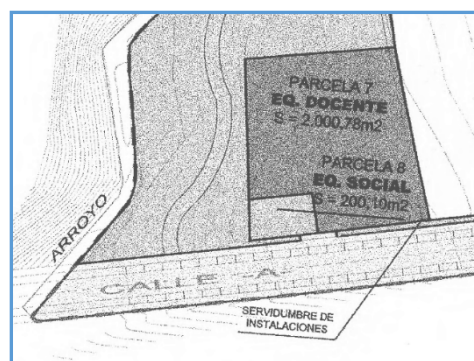 PARCELA 7
EQ. DOCENTE
S = 2.000,78m2
PARCELA 8
EQ. SOCIAL
S = 200,10m2
ARROYO
CALLE -A-
SERVIDUMBRE DE
INSTALACIONES